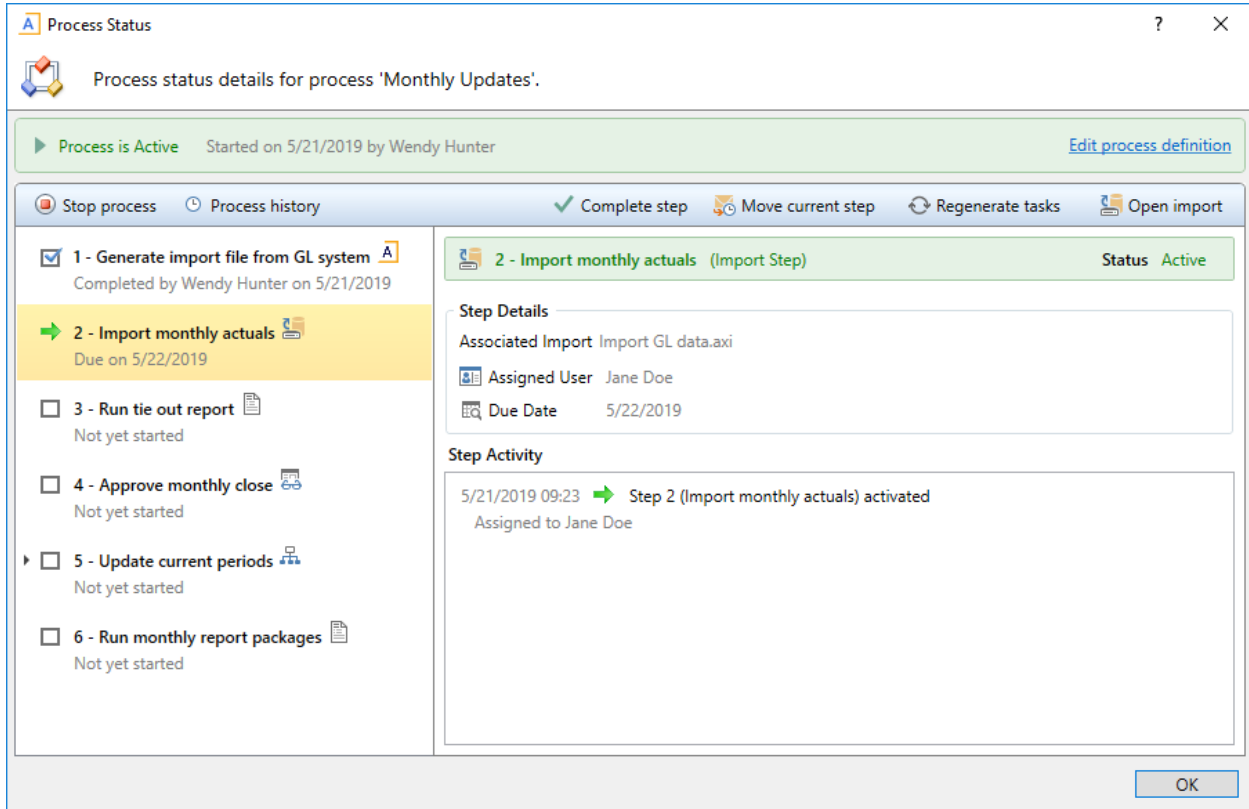 A Process Status ?
Process status details for process 'Monthly Updates'.
Process is Active Started on 5/21/2019 by Wendy Hunter Edit process definition
Stop process Process history Complete step Move current step Regenerate tasks Open import
1 - Generate import file from GL system A
Completed by Wendy Hunter on 5/21/2019
2 - Import monthly actuals
Due on 5/22/2019
3 - Run tie out report
Not yet started
4 - Approve monthly close
Not yet started
5 - Update current periods
Not yet started
6 - Run monthly report packages
Not yet started
2 - Import monthly actuals (Import Step) Status Active
Step Details
Associated Import Import GL data.axi
Assigned User Jane Doe
Due Date 5/22/2019
Step Activity
5/21/2019 09:23 Step 2 (Import monthly actuals) activated
Assigned to Jane Doe
OK